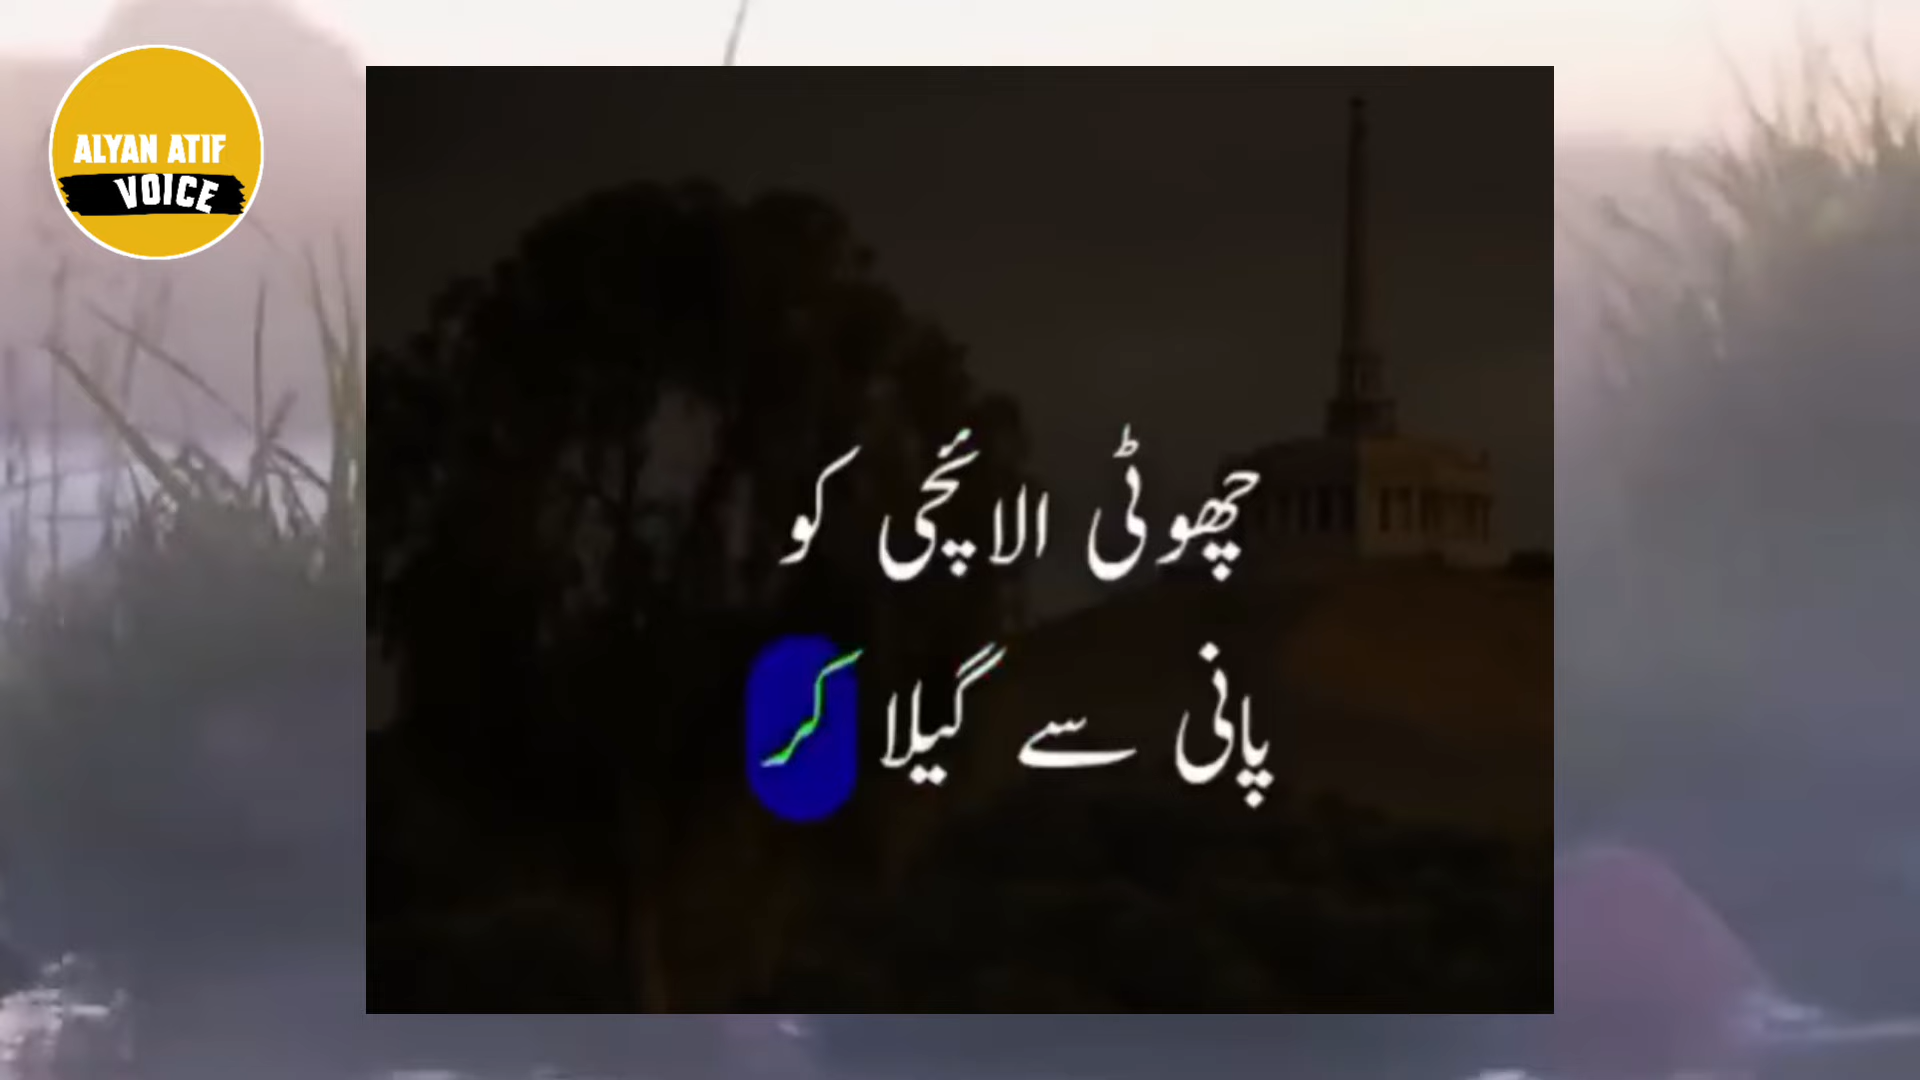 ALYAN ATIF
VOICE
چھوٹی الائچی کو
پانی سے گیلا کر